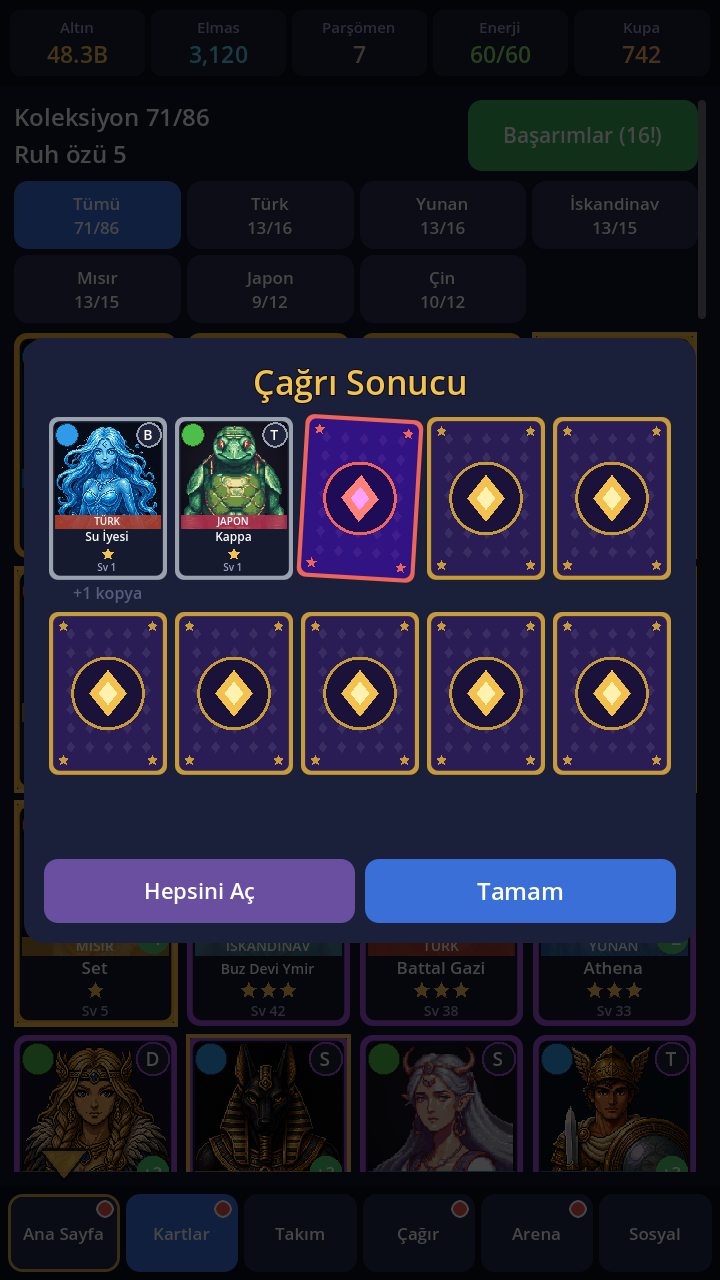 Altın
48.3B
Elmas
3,120
Parşömen
7
Enerji
60/60
Kupa
742
Koleksiyon 71/86
Ruh özü 5
Başarımlar (16!)
Tümü
71/86
Türk
13/16
Yunan
13/16
İskandinav
13/15
Mısır
13/15
Japon
9/12
Çin
10/12
Çağrı Sonucu
B
TÜRK
Su İyesi
Sv 1
T
JAPON
Kappa
Sv 1
+1 kopya
Hepsini Aç
Tamam
MISIR
Set
Sv 5
İSKANDİNAV
Buz Devi Ymir
Sv 42
TÜRK
Battal Gazi
Sv 38
YUNAN
Athena
Sv 33
D
S
S
T
Ana Sayfa
Kartlar
Takım
Çağır
Arena
Sosyal